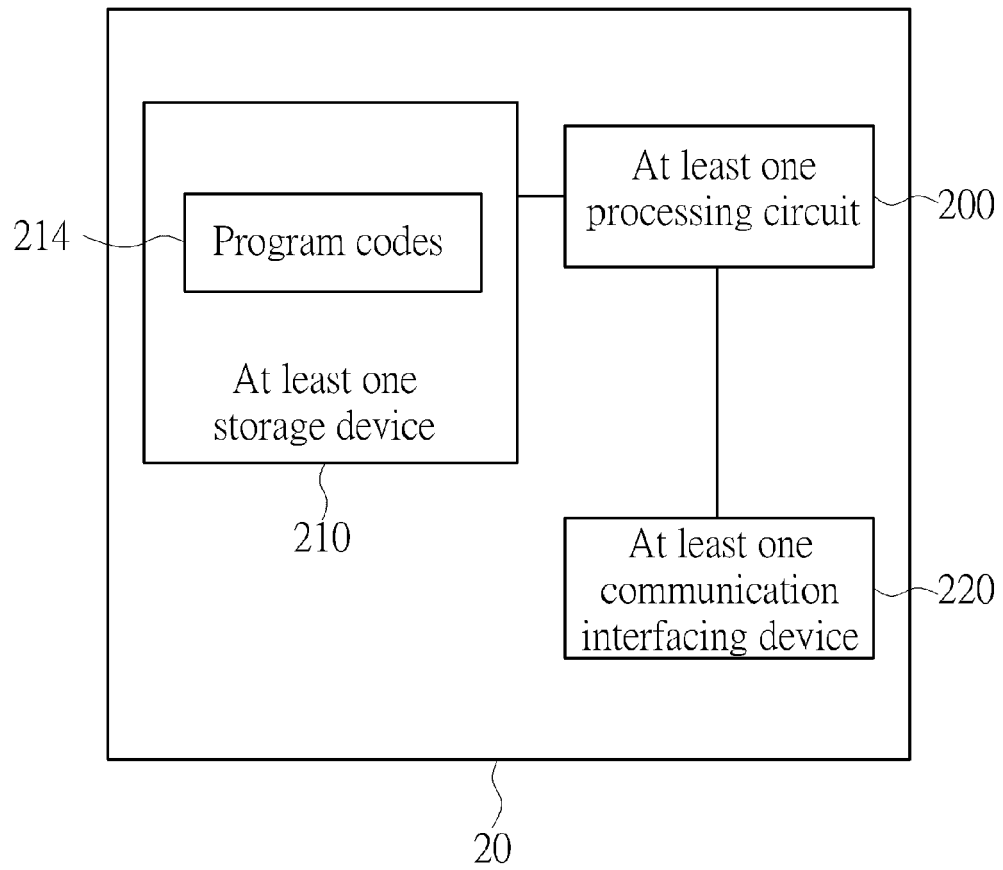 At least one
processing circuit
200
214
Program codes
At least one
storage device
210
At least one
communication
interfacing device
220
20